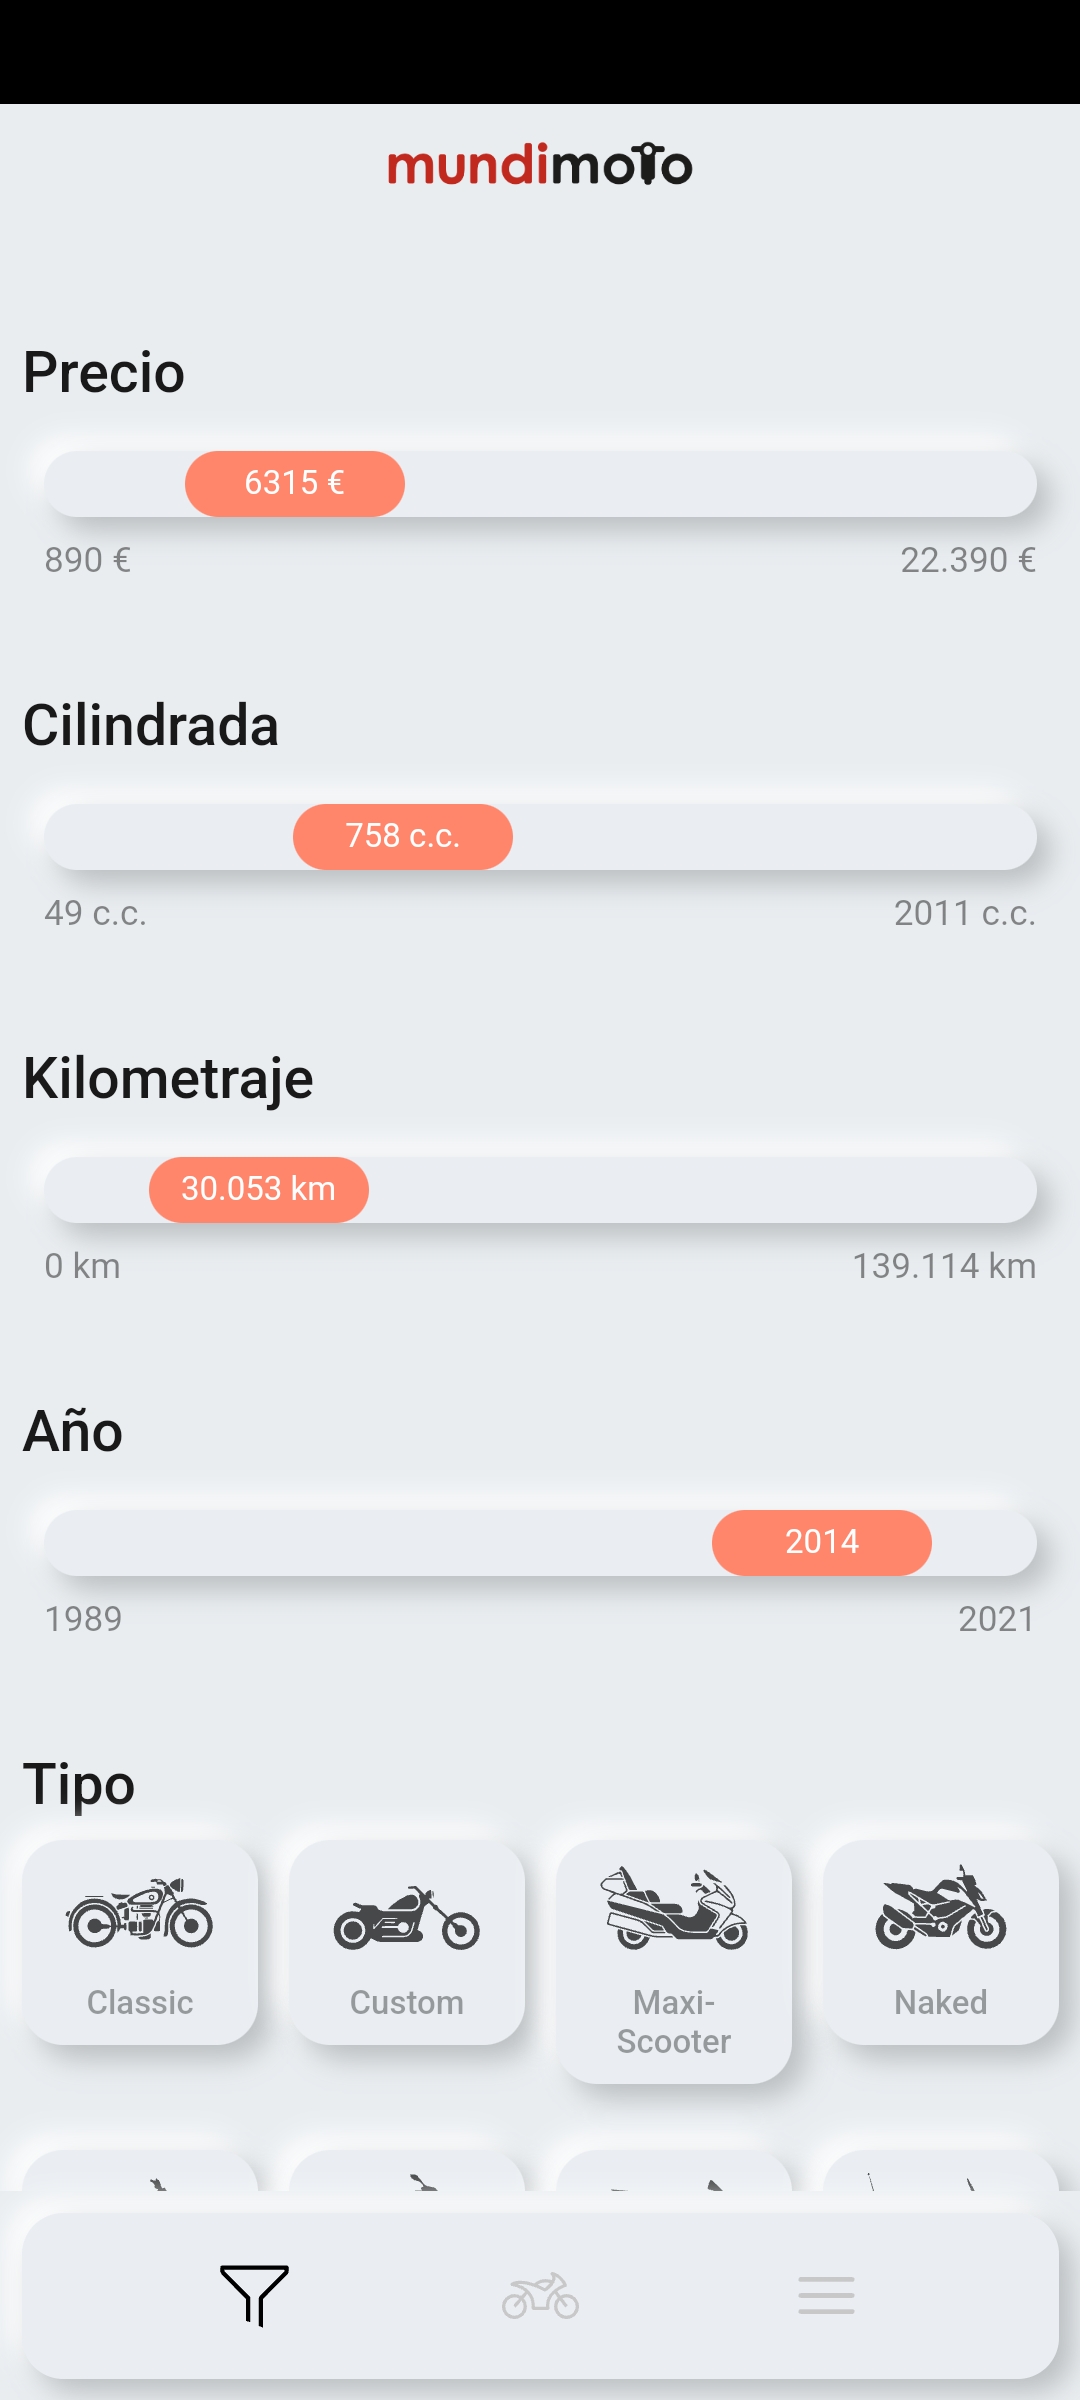 mundimoto
Precio
6315 €
890 € 22.390 €
Cilindrada
758 c.c.
49 c.c. 2011 c.c.
Kilometraje
30.053 km
0 km 139.114 km
Año
2014
1989 2021
Tipo
Classic Custom Maxi- Naked
Scooter